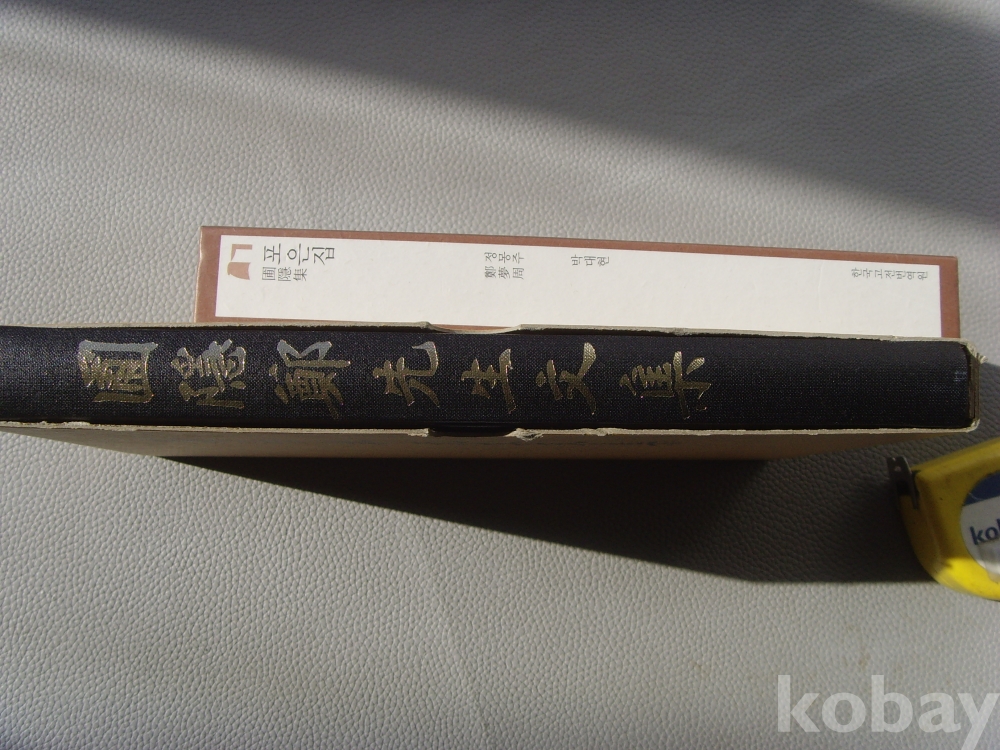 포은집
圃隱集
정몽주
鄭夢周
박대현
한국고전번역원
圃隱鄭先生文集
kobay